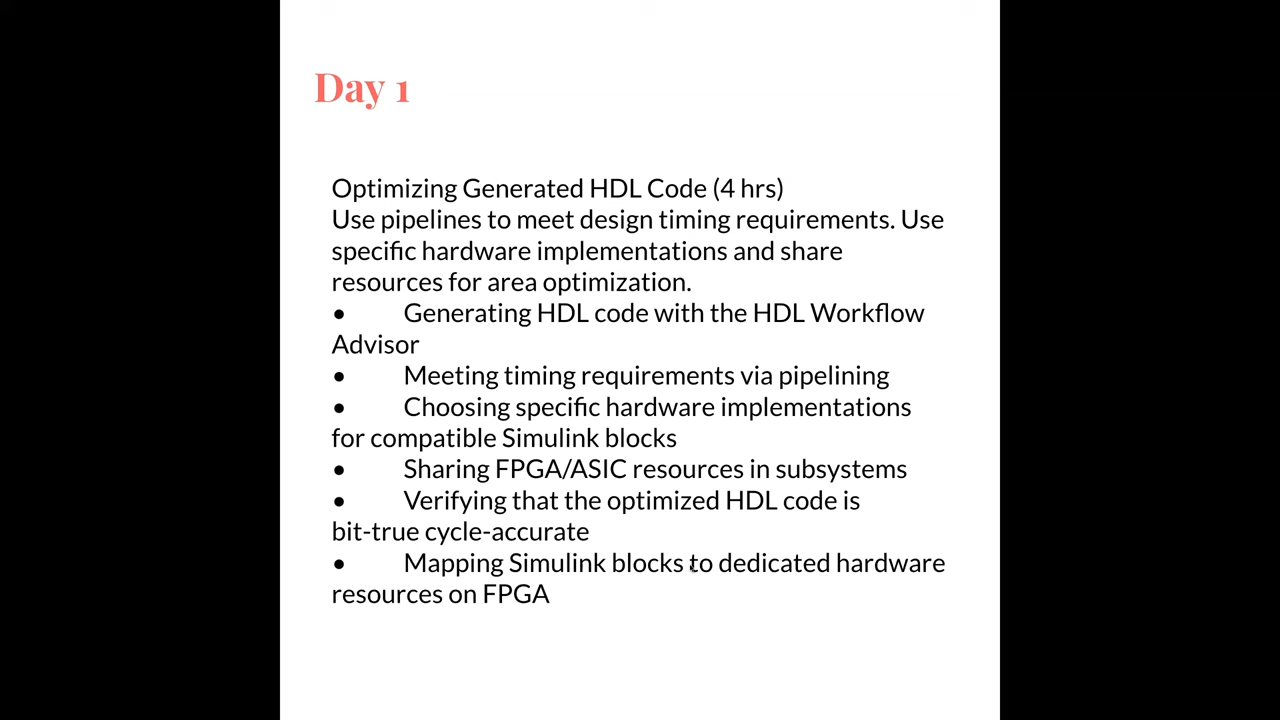 Day 1
Optimizing Generated HDL Code (4 hrs)
Use pipelines to meet design timing requirements. Use
specific hardware implementations and share
resources for area optimization.
● Generating HDL code with the HDL Workflow
Advisor
● Meeting timing requirements via pipelining
● Choosing specific hardware implementations
for compatible Simulink blocks
● Sharing FPGA/ASIC resources in subsystems
● Verifying that the optimized HDL code is
bit-true cycle-accurate
● Mapping Simulink blocks to dedicated hardware
resources on FPGA